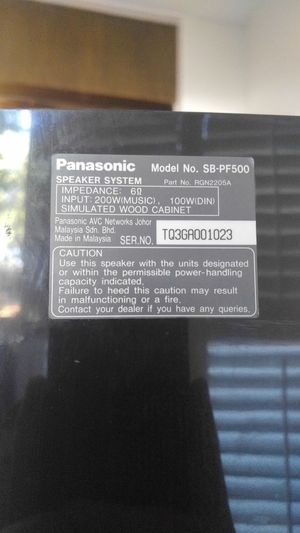 Panasonic Model No. SB-PF500
SPEAKER SYSTEM Part No. RGN2205A
IMPEDANCE: 6Ω
INPUT: 200W(MUSIC), 100W(DIN)
SIMULATED WOOD CABINET
Panasonic AVC Networks Johor
Malaysia Sdn. Bhd.
Made in Malaysia SER.NO. TQ3GA001023
CAUTION
Use this speaker with the units designated
or within the permissible power-handling
capacity indicated.
Failure to heed this caution may result
in malfunctioning or a fire.
Contact your dealer if you have any queries.